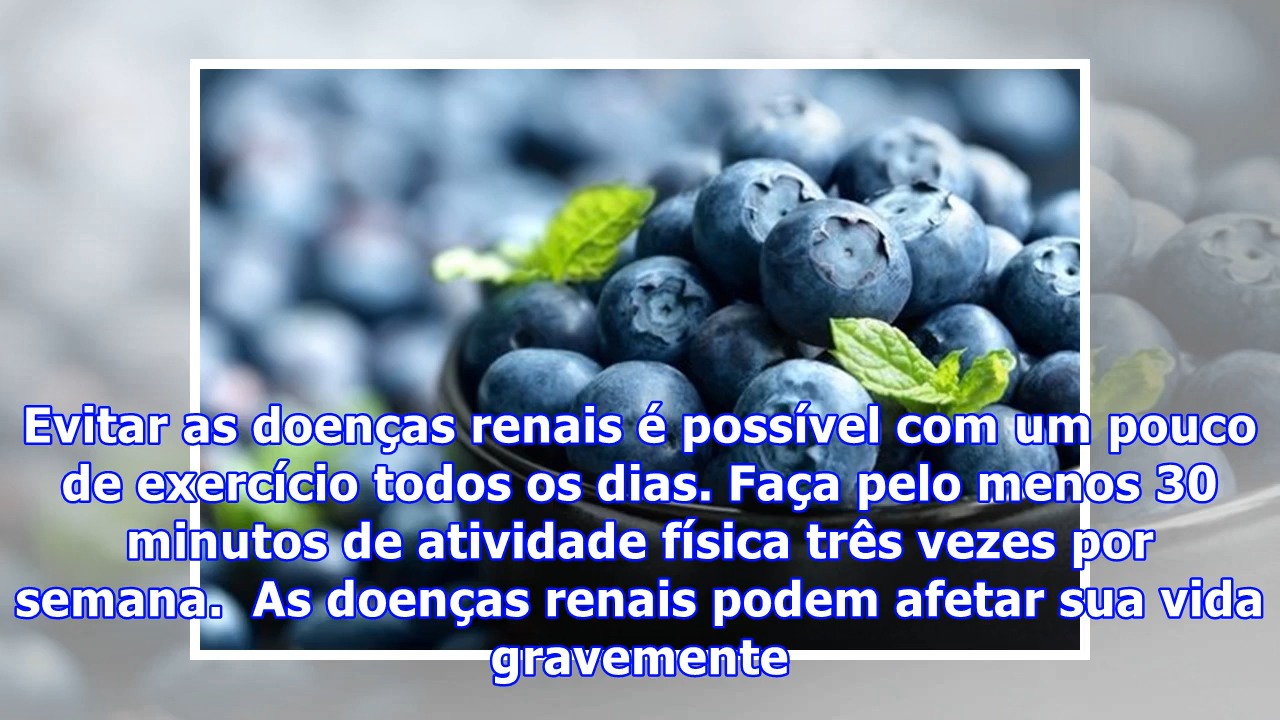 Evitar as doenças renais é possível com um pouco
de exercício todos os dias. Faça pelo menos 30
minutos de atividade física três vezes por
semana.  As doenças renais podem afetar sua vida
gravemente